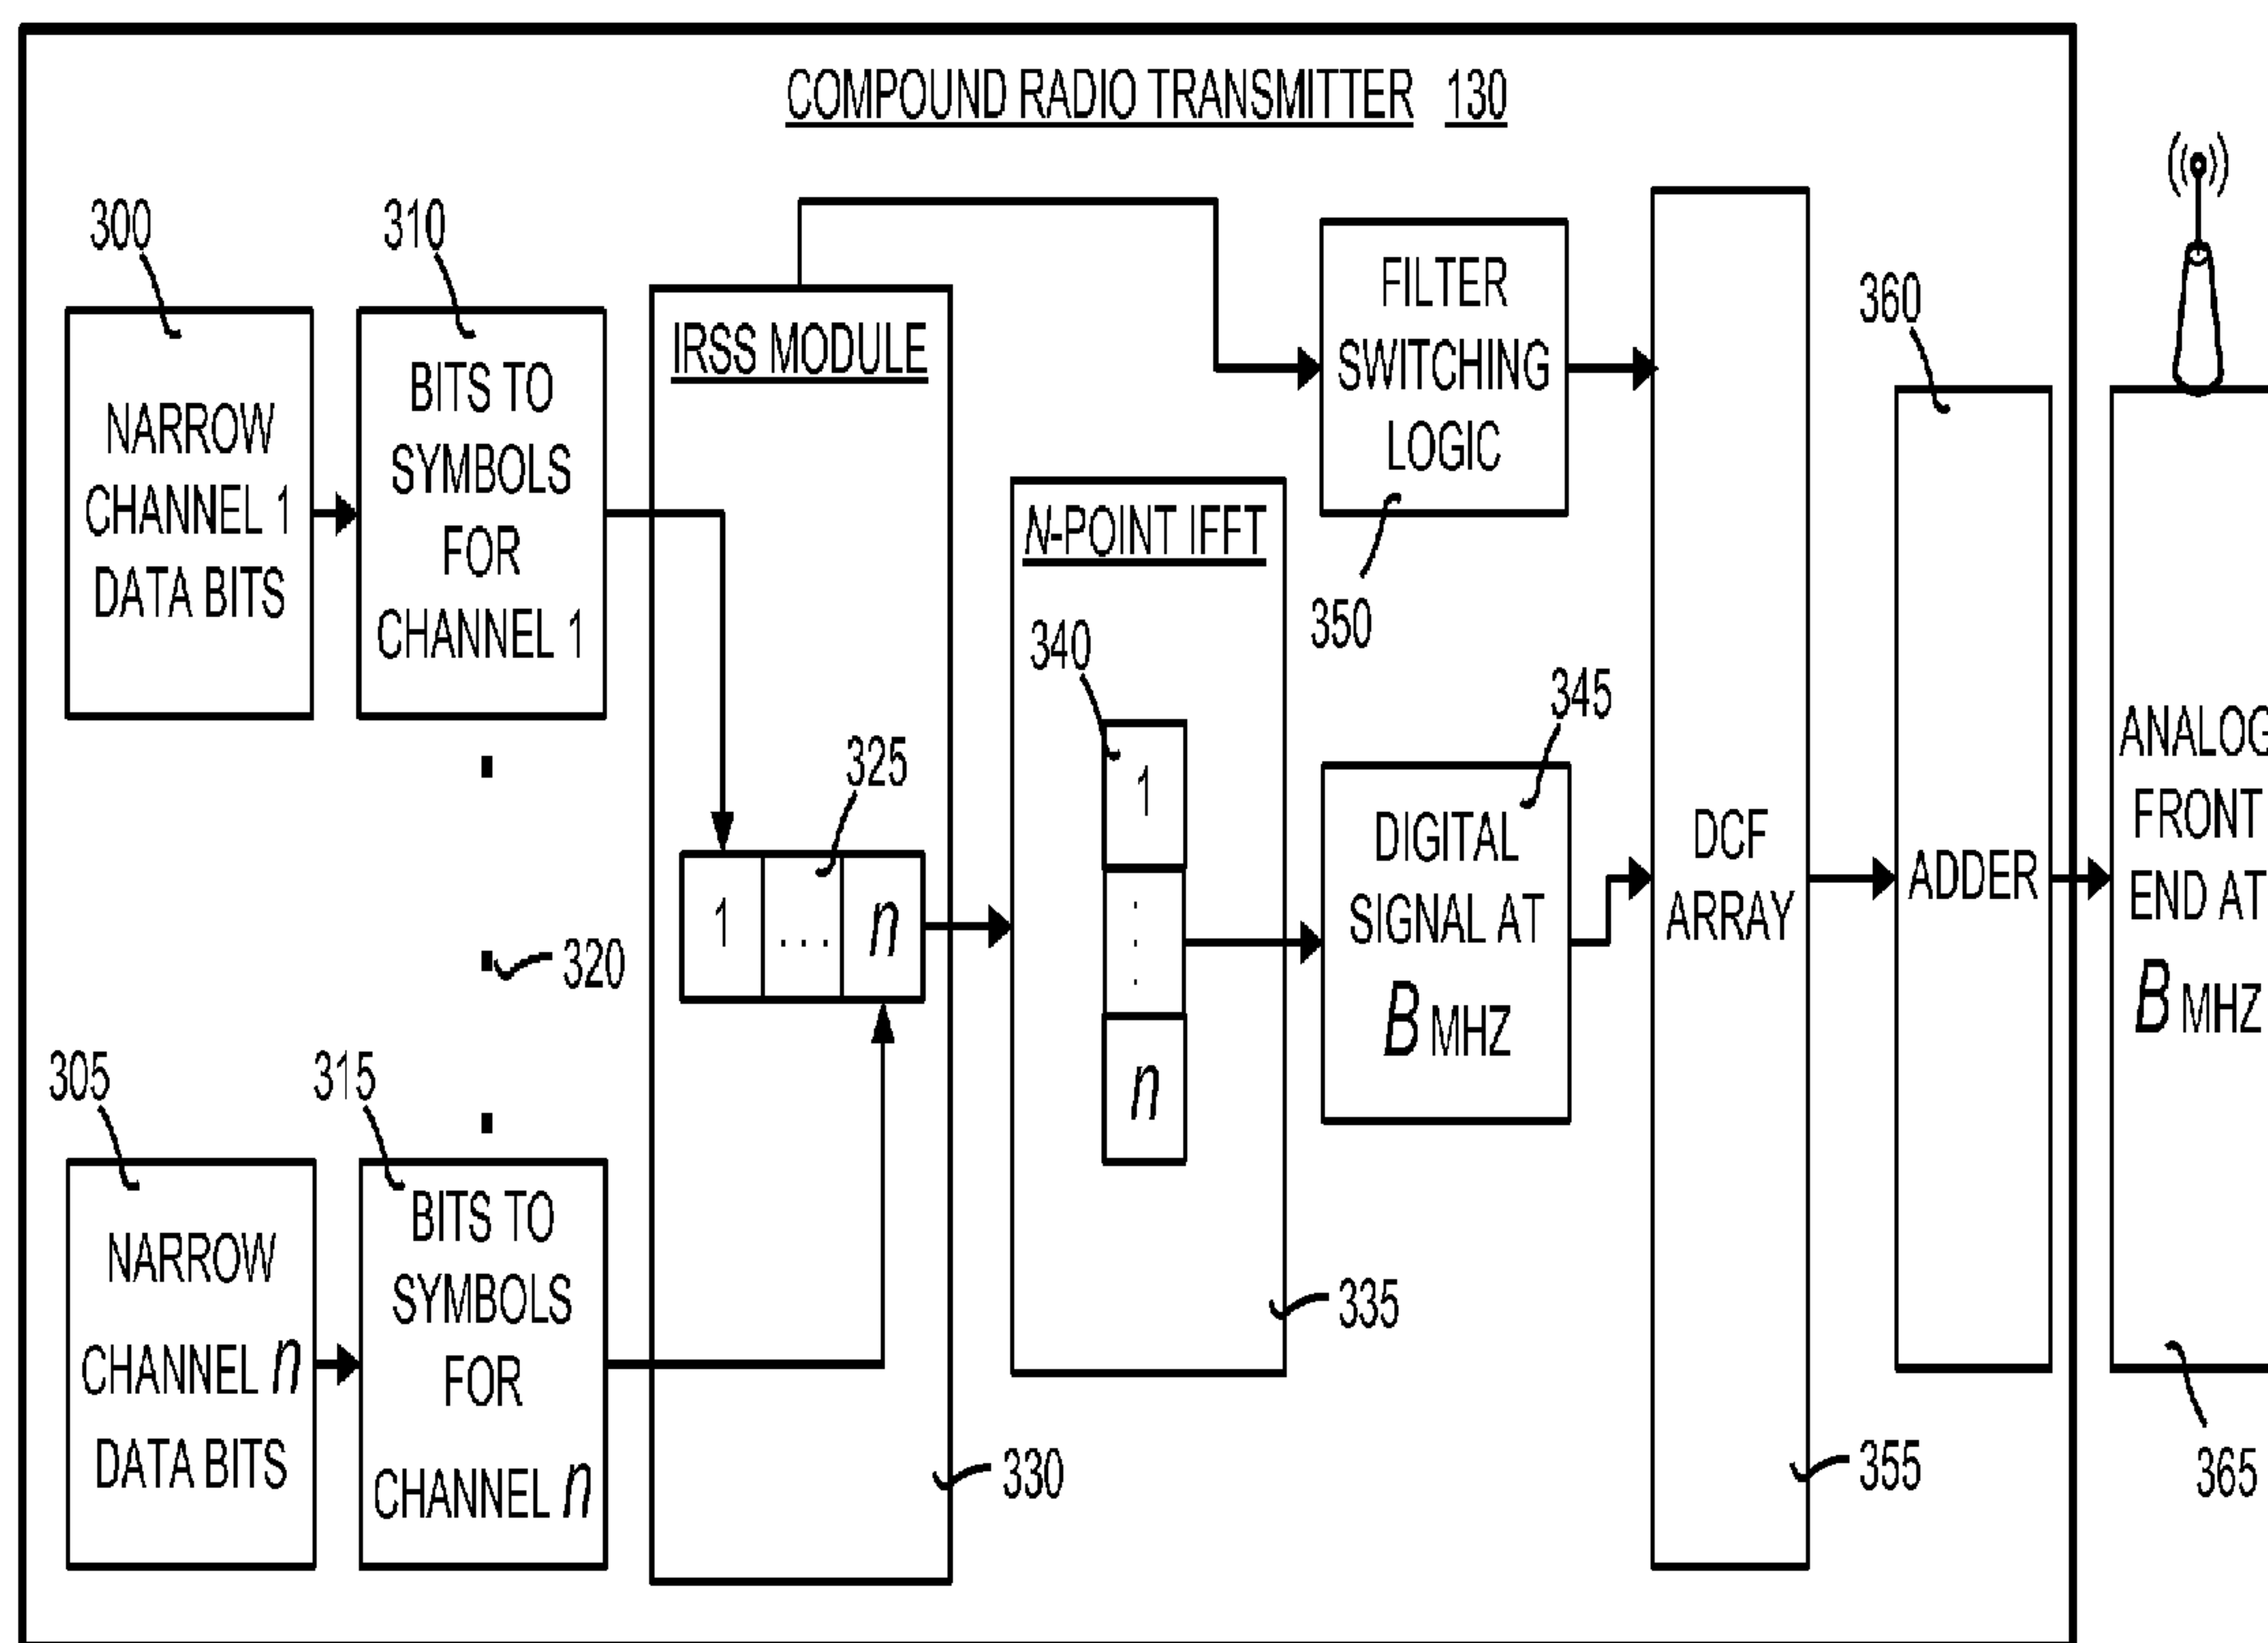 COMPOUND RADIO TRANSMITTER 130
300
NARROW
CHANNEL 1
DATA BITS
310
BITS TO
SYMBOLS
FOR
CHANNEL 1
320
305
NARROW
CHANNEL n
DATA BITS
315
BITS TO
SYMBOLS
FOR
CHANNEL n
IRSS MODULE
325
1 ... n
330
N-POINT IFFT
340
1
:
n
335
FILTER
SWITCHING
LOGIC
350
345
DIGITAL
SIGNAL AT
B MHZ
DCF
ARRAY
355
360
ADDER
ANALOG
FRONT
END AT
B MHZ
365